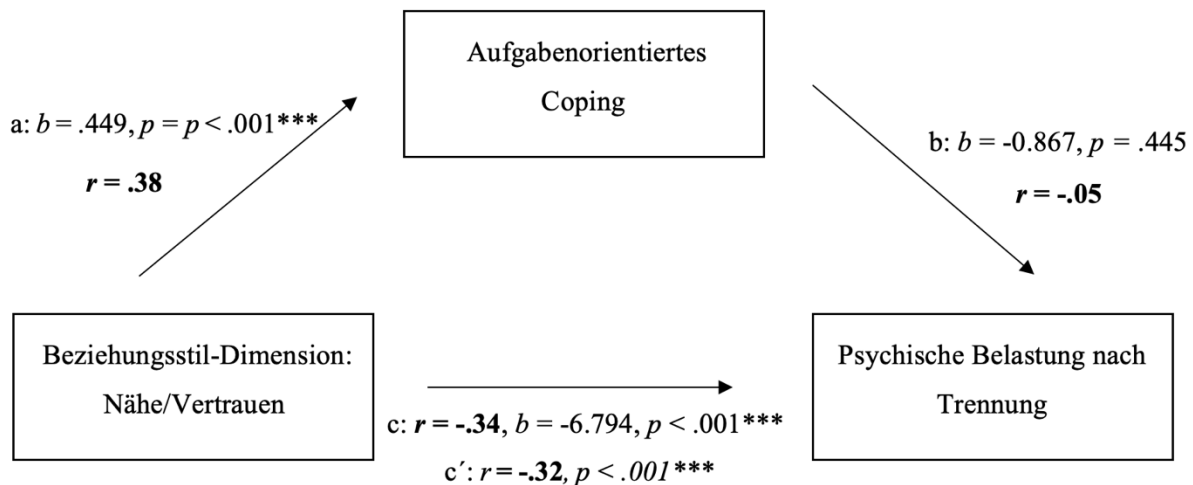 Aufgabenorientiertes
Coping
a: b = .449, p = p < .001***
r = .38
b: b = -0.867, p = .445
r = -.05
Beziehungsstil-Dimension:
Nähe/Vertrauen
Psychische Belastung nach
Trennung
c: r = -.34, b = -6.794, p < .001***
c´: r = -.32, p < .001***